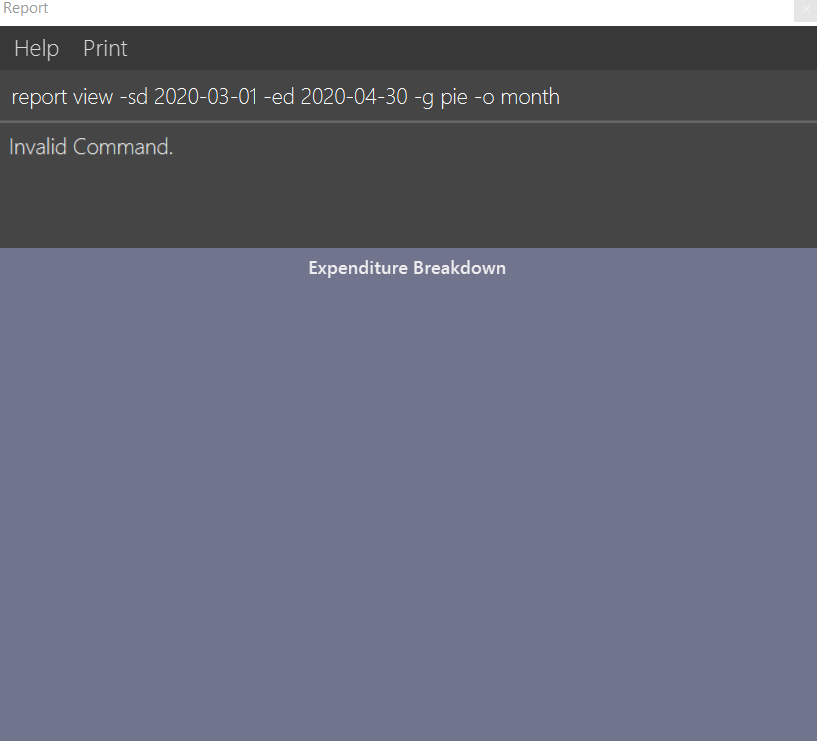 Report
Help Print
report view -sd 2020-03-01 -ed 2020-04-30 -g pie -o month
Invalid Command.
Expenditure Breakdown